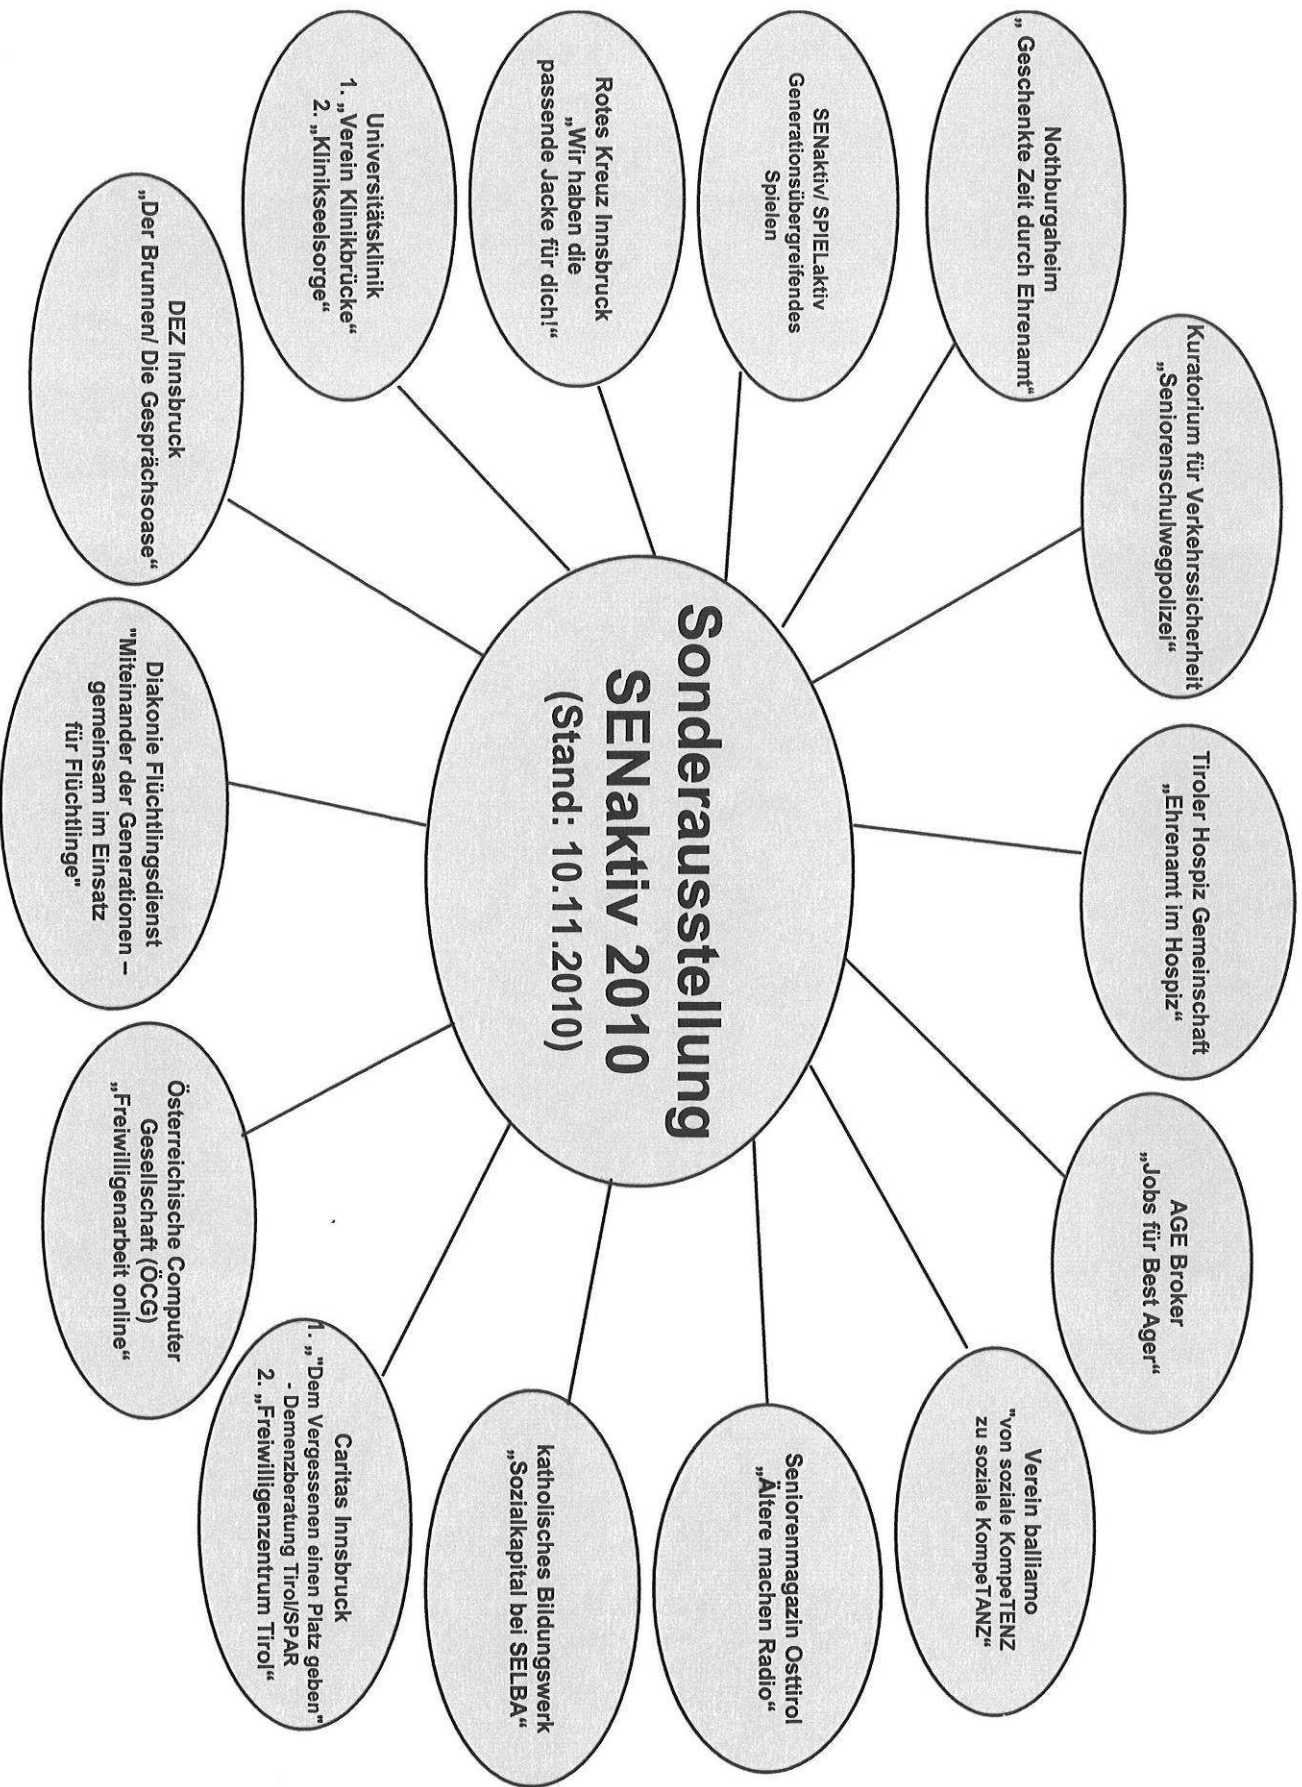 Sonderausstellung
SENaktiv 2010
(Stand: 10.11.2010)
Kuratorium für Verkehrssicherheit
„Seniorenschulwegpolizei“
Tiroler Hospiz Gemeinschaft
„Ehrenamt im Hospiz“
AGE Broker
„Jobs für Best Ager“
Verein balliamo
"von soziale KompeTENZ
zu soziale KompeTANZ“
Seniorenmagazin Osttirol
„Ältere machen Radio“
katholisches Bildungswerk
„Sozialkapital bei SELBA“
Caritas Innsbruck
1. „"Dem Vergessenen einen Platz geben"
- Demenzberatung Tirol/SPAR
2. „Freiwilligenzentrum Tirol“
Österreichische Computer
Gesellschaft (ÖCG)
„Freiwilligenarbeit online“
Diakonie Flüchtlingsdienst
"Miteinander der Generationen –
gemeinsam im Einsatz
für Flüchtlinge"
DEZ Innsbruck
„Der Brunnen/ Die Gesprächsoase“
Universitätsklinik
1. „Verein Klinikbrücke“
2. „Klinikseelsorge“
Rotes Kreuz Innsbruck
„Wir haben die
passende Jacke für dich!“
SENaktiv/ SPIELaktiv
Generationsübergreifendes
Spielen
Nothburgaheim
„ Geschenkte Zeit durch Ehrenamt“